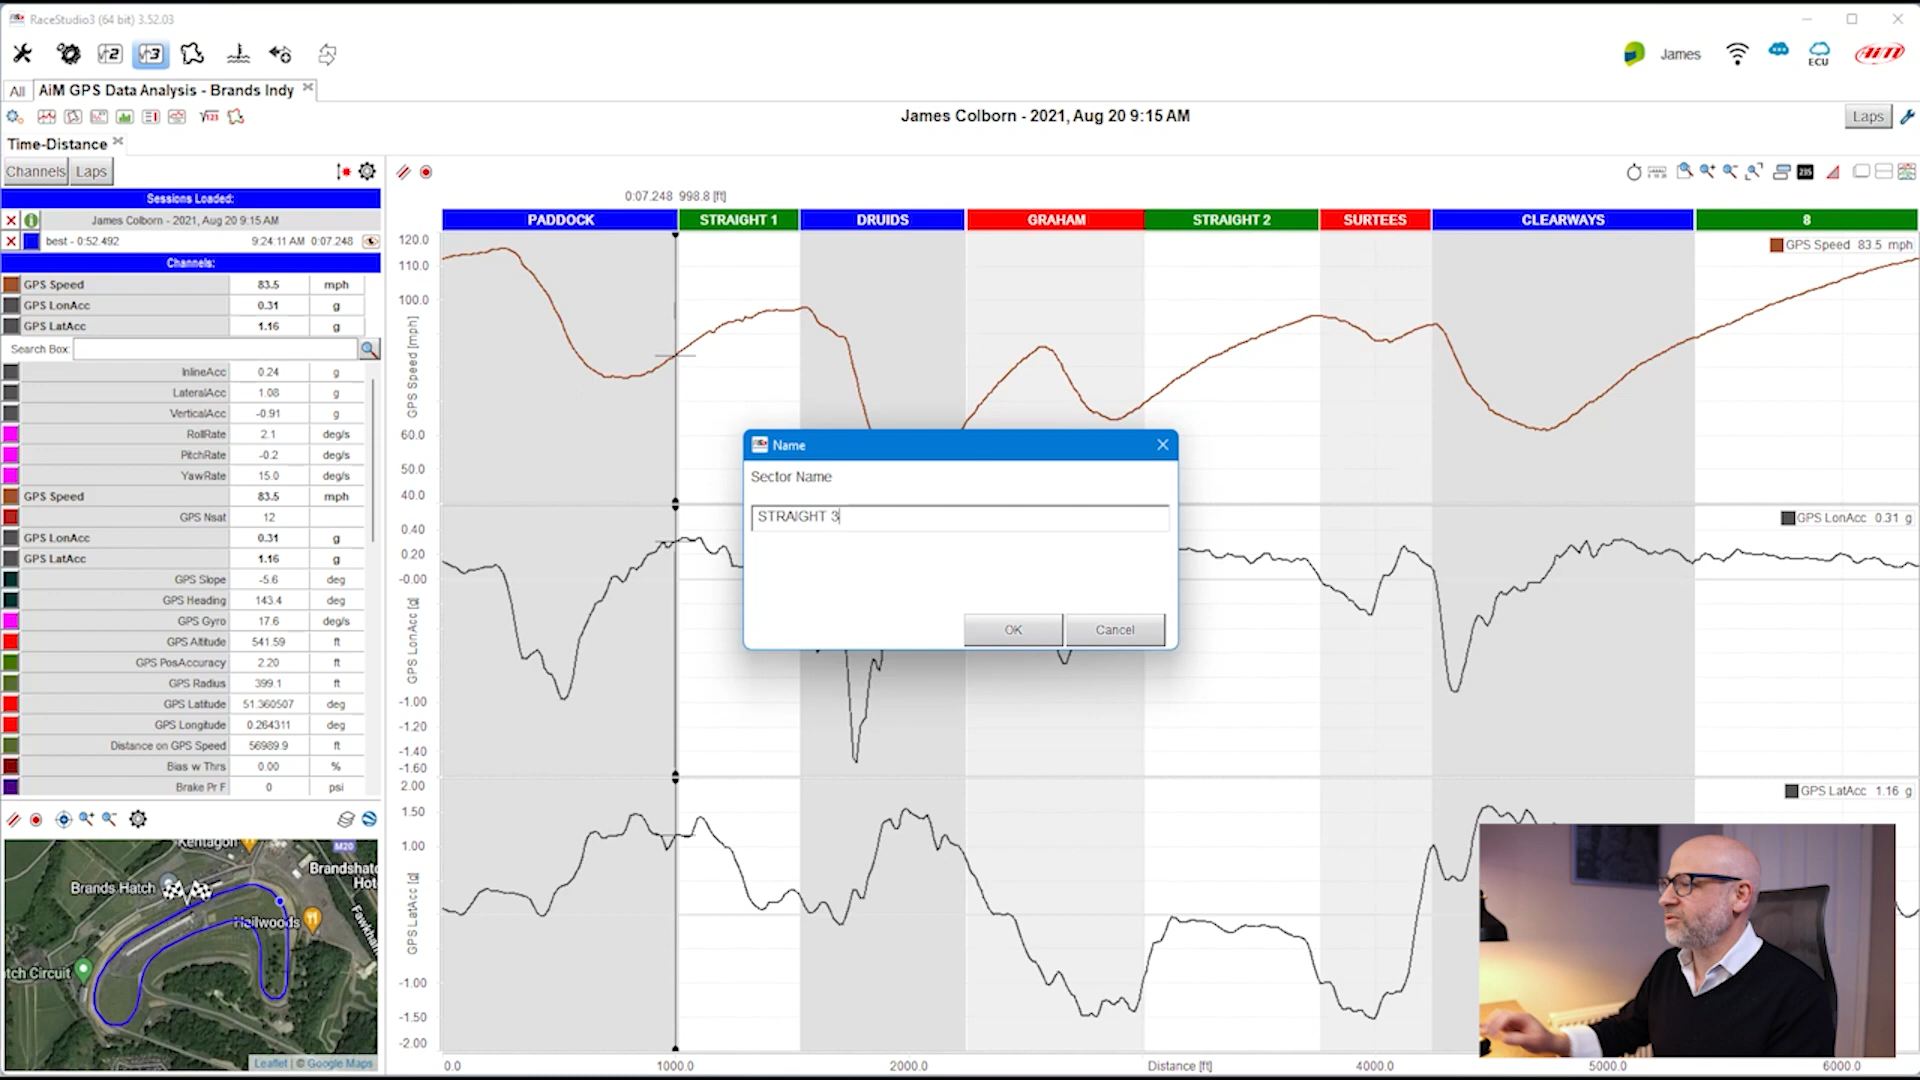 RaceStudio3 (64 bit) 3.52.03
James
ECU
AiM
All
AiM GPS Data Analysis - Brands Indy
James Colborn - 2021, Aug 20 9:15 AM
Laps
Time-Distance
Channels
Laps
0:07.248 998.8 [ft]
Sessions Loaded:
James Colborn - 2021, Aug 20 9:15 AM
best - 0:52.492 9:24:11 AM 0:07.248
Channels:
GPS Speed 83.5 mph
GPS LonAcc 0.31 g
GPS LatAcc 1.16 g
Search Box:
InlineAcc 0.24 g
LateralAcc 1.08 g
VerticalAcc -0.91 g
RollRate 2.1 deg/s
PitchRate -0.2 deg/s
YawRate 15.0 deg/s
GPS Speed 83.5 mph
GPS Nsat 12
GPS LonAcc 0.31 g
GPS LatAcc 1.16 g
GPS Slope -5.6 deg
GPS Heading 143.4 deg
GPS Gyro 17.6 deg/s
GPS Altitude 541.59 ft
GPS PosAccuracy 2.20 ft
GPS Radius 399.1 ft
GPS Latitude 51.360507 deg
GPS Longitude 0.264311 deg
Distance on GPS Speed 56989.9 ft
Bias w Thrs 0.00 %
Brake Pr F 0 psi
Kentagon
M20
Brands Hatch
Brandshatc
Hot
Hailwoods
Fawkham
tch Circuit
Leaflet | © Google Maps
PADDOCK STRAIGHT 1 DRUIDS GRAHAM STRAIGHT 2 SURTEES CLEARWAYS 8
GPS Speed 83.5 mph
120.0
110.0
100.0
60.0
50.0
40.0
GPS Speed [mph]
Name
Sector Name
STRAIGHT 3
OK
Cancel
GPS LonAcc 0.31 g
0.40
0.20
-0.00
-1.00
-1.20
-1.40
-1.60
GPS LonAcc [g]
GPS LatAcc 1.16 g
2.00
1.50
1.00
-1.00
-1.50
-2.00
GPS LatAcc [g]
0.0 1000.0 2000.0 Distance [ft] 4000.0 5000.0 6000.0